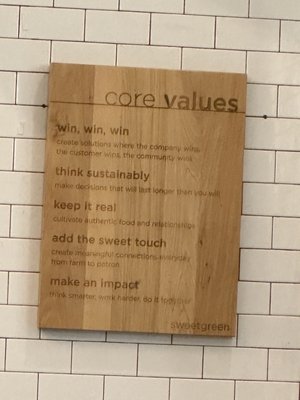 core values
win, win, win
create solutions where the company wins,
the customer wins, the community wins
think sustainably
make decisions that will last longer than you will
keep it real
cultivate authentic food and relationships
add the sweet touch
create meaningful connections everyday
from farm to patron
make an impact
think smarter, work harder, do it together
sweetgreen